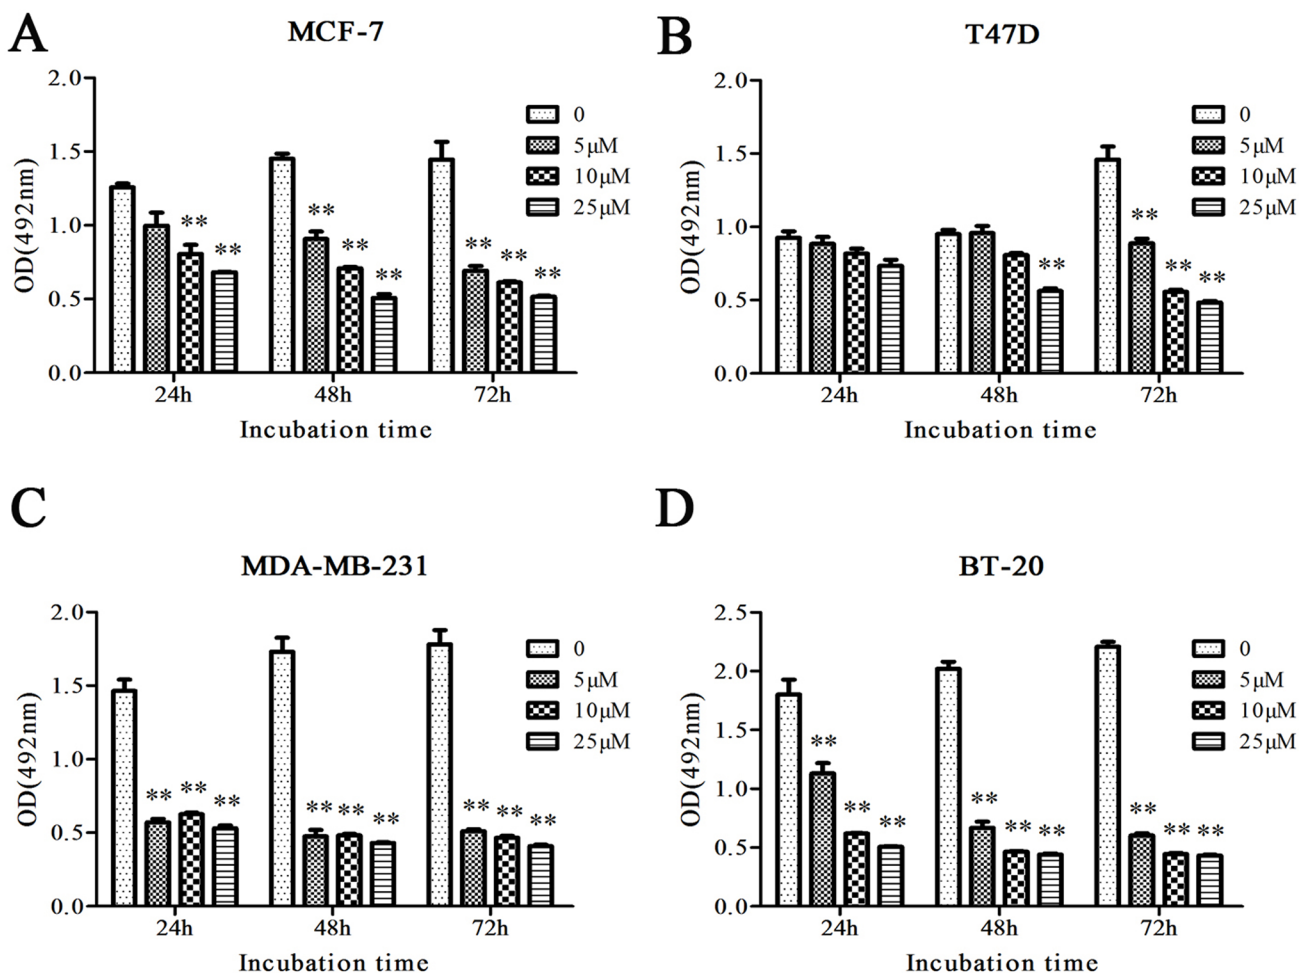 A
MCF-7
2.0
1.5
1.0
0.5
0.0
OD(492nm)
0
5μM
10μM
25μM
** ** ** ** ** ** ** **
24h 48h 72h
Incubation time
B
T47D
2.0
1.5
1.0
0.5
0.0
OD(492nm)
0
5μM
10μM
25μM
** ** ** **
24h 48h 72h
Incubation time
C
MDA-MB-231
2.0
1.5
1.0
0.5
0.0
OD(492nm)
0
5μM
10μM
25μM
** ** ** ** ** ** ** ** **
24h 48h 72h
Incubation time
D
BT-20
2.5
2.0
1.5
1.0
0.5
0.0
OD(492nm)
0
5μM
10μM
25μM
** ** ** ** ** ** ** ** **
24h 48h 72h
Incubation time